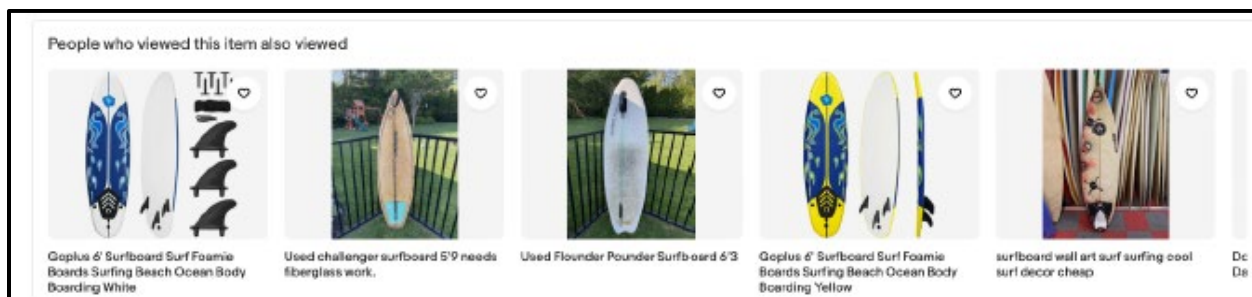 People who viewed this item also viewed
Goplus 6' Surfboard Surf Foamie
Boards Surfing Beach Ocean Body
Boarding White
Used challenger surfboard 5'9 needs
fiberglass work.
Used Flounder Pounder Surfboard 6'3
Goplus 6' Surfboard Surf Foamie
Boards Surfing Beach Ocean Body
Boarding Yellow
surfboard wall art surf surfing cool
surf decor cheap
Do
Da